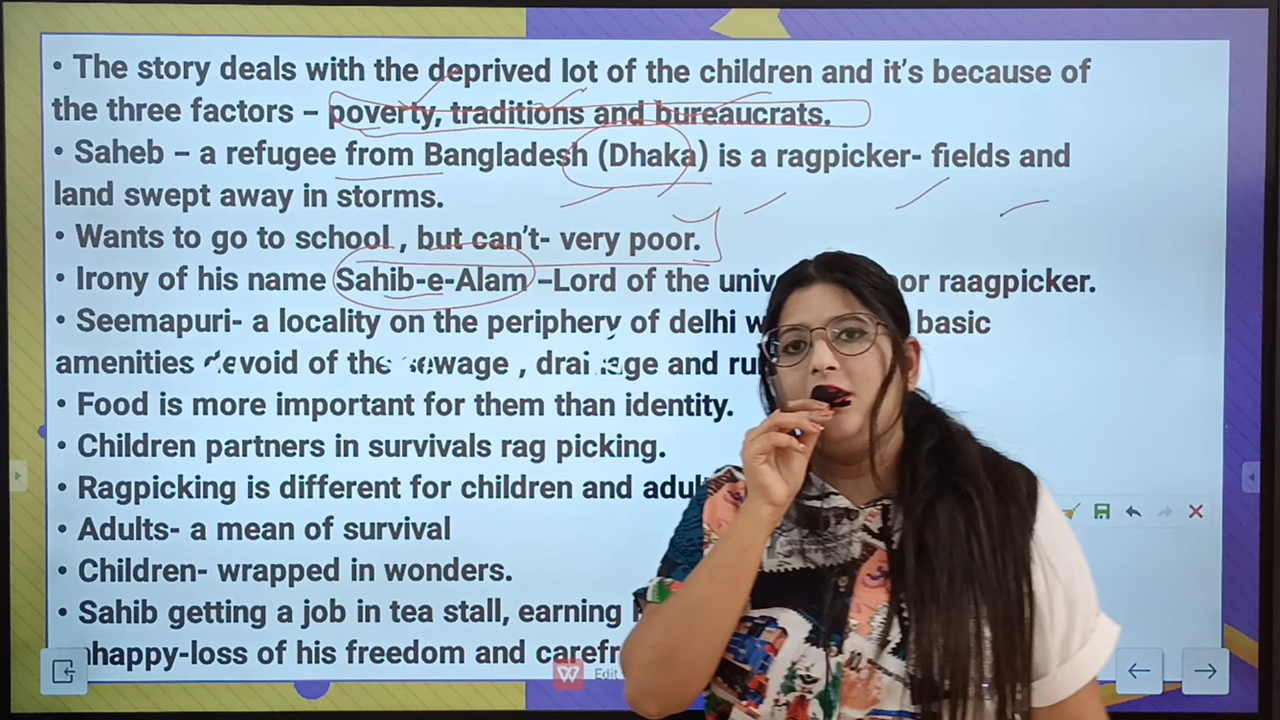 • The story deals with the deprived lot of the children and it's because of
the three factors – poverty, traditions and bureaucrats.
• Saheb – a refugee from Bangladesh (Dhaka) is a ragpicker- fields and
land swept away in storms.
• Wants to go to school , but can't- very poor.
• Irony of his name Sahib-e-Alam –Lord of the raagpicker.
• Seemapuri- a locality on the periphery of delhi basic
amenities devoid of the sewage , drainage and
• Food is more important for them than identity.
• Children partners in survivals rag picking.
• Ragpicking is different for children and
• Adults- a mean of survival
• Children- wrapped in wonders.
• Sahib getting a job in tea stall, earning
-loss of his freedom and